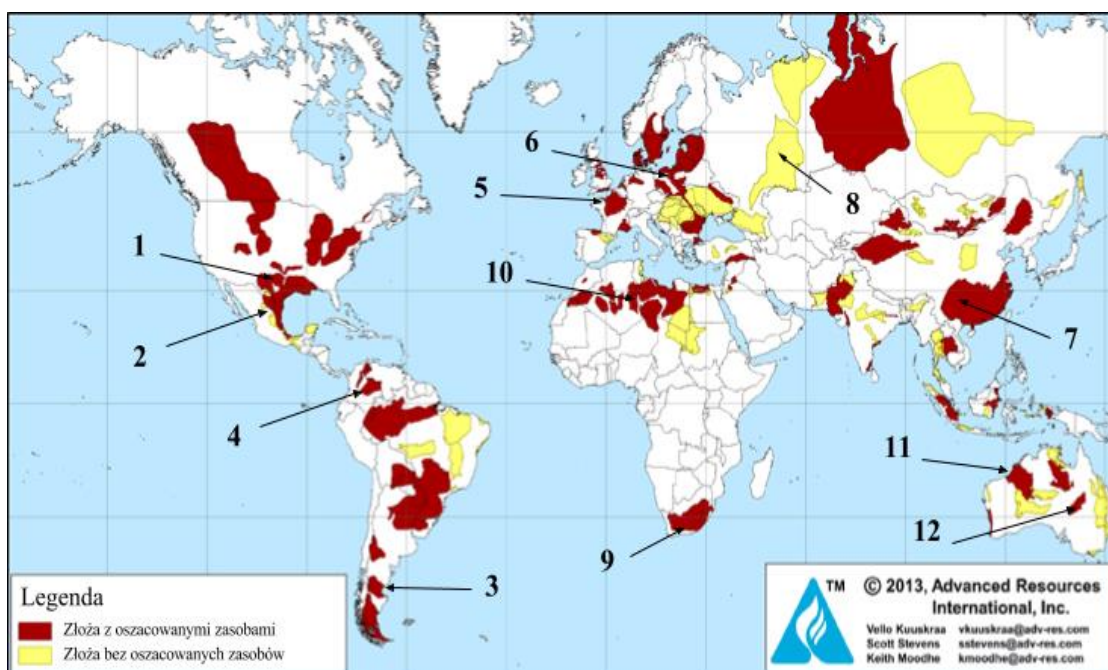 1
2
3
4
5
6
7
8
9
10
11
12
Legenda
Złoża z oszacowanymi zasobami
Złoża bez oszacowanych zasobów
TM
© 2013, Advanced Resources
International, Inc.
Vello Kuuskraa vkuuskraa@adv-res.com
Scott Stevens sstevens@adv-res.com
Keith Moodhe kmoodhe@adv-res.com